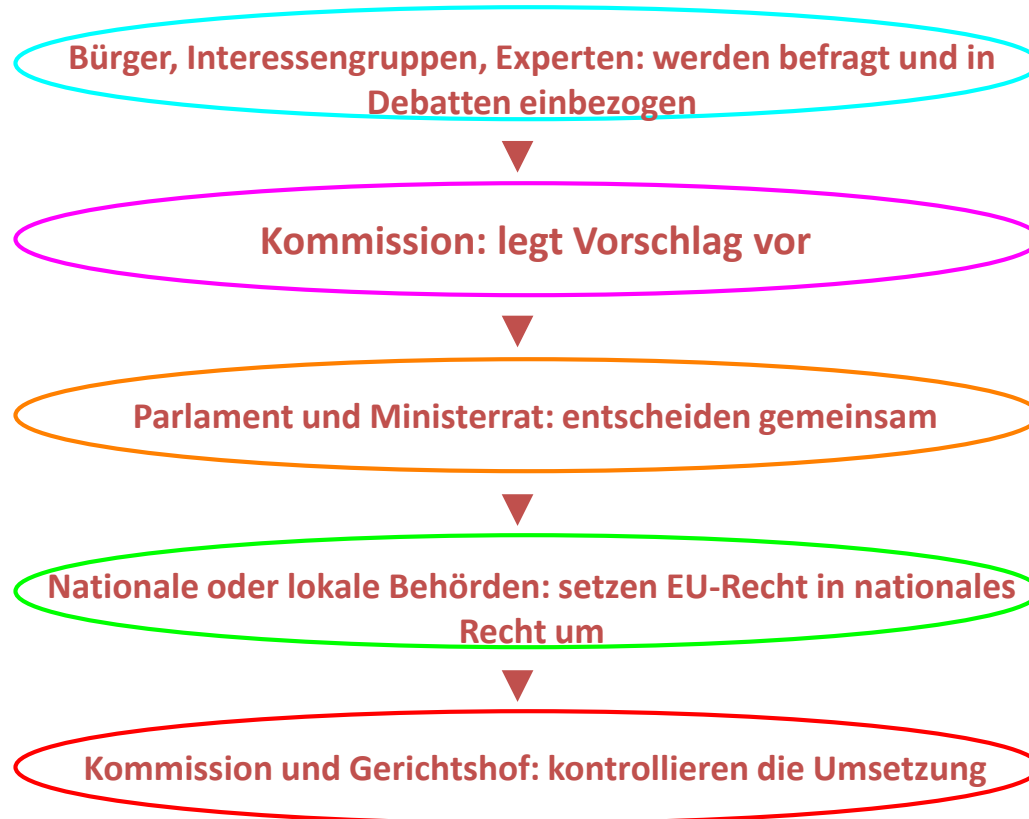 Bürger, Interessengruppen, Experten: werden befragt und in
Debatten einbezogen
Kommission: legt Vorschlag vor
Parlament und Ministerrat: entscheiden gemeinsam
Nationale oder lokale Behörden: setzen EU-Recht in nationales
Recht um
Kommission und Gerichtshof: kontrollieren die Umsetzung